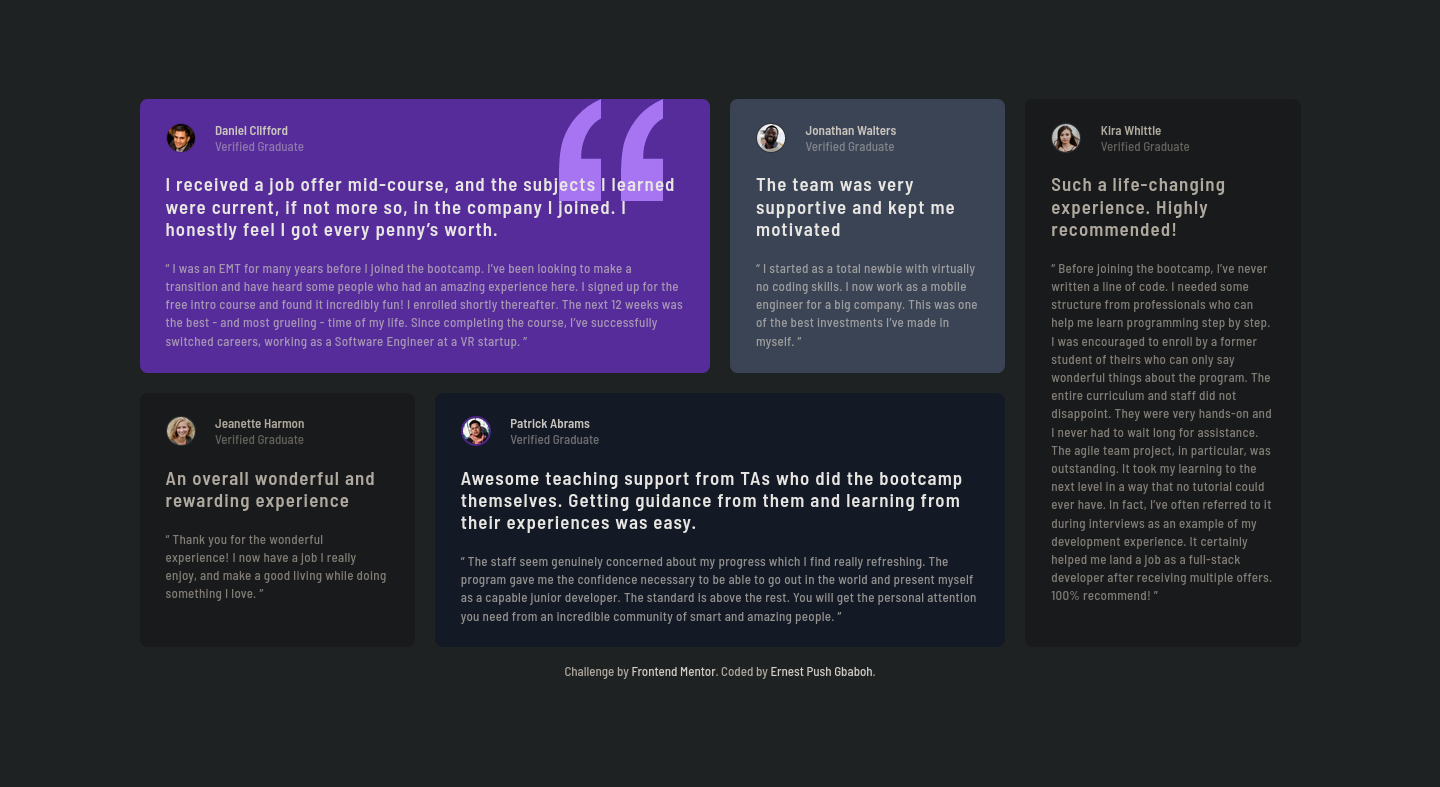 Daniel Clifford
Verified Graduate
I received a job offer mid-course, and the subjects I learned
were current, if not more so, in the company I joined. I
honestly feel I got every penny’s worth.
“ I was an EMT for many years before I joined the bootcamp. I’ve been looking to make a
transition and have heard some people who had an amazing experience here. I signed up for the
free intro course and found it incredibly fun! I enrolled shortly thereafter. The next 12 weeks was
the best - and most grueling - time of my life. Since completing the course, I’ve successfully
switched careers, working as a Software Engineer at a VR startup. ”
Jonathan Walters
Verified Graduate
The team was very
supportive and kept me
motivated
“ I started as a total newbie with virtually
no coding skills. I now work as a mobile
engineer for a big company. This was one
of the best investments I’ve made in
myself. ”
Kira Whittle
Verified Graduate
Such a life-changing
experience. Highly
recommended!
“ Before joining the bootcamp, I’ve never
written a line of code. I needed some
structure from professionals who can
help me learn programming step by step.
I was encouraged to enroll by a former
student of theirs who can only say
wonderful things about the program. The
entire curriculum and staff did not
disappoint. They were very hands-on and
I never had to wait long for assistance.
The agile team project, in particular, was
outstanding. It took my learning to the
next level in a way that no tutorial could
ever have. In fact, I’ve often referred to it
during interviews as an example of my
development experience. It certainly
helped me land a job as a full-stack
developer after receiving multiple offers.
100% recommend! ”
Jeanette Harmon
Verified Graduate
An overall wonderful and
rewarding experience
“ Thank you for the wonderful
experience! I now have a job I really
enjoy, and make a good living while doing
something I love. ”
Patrick Abrams
Verified Graduate
Awesome teaching support from TAs who did the bootcamp
themselves. Getting guidance from them and learning from
their experiences was easy.
“ The staff seem genuinely concerned about my progress which I find really refreshing. The
program gave me the confidence necessary to be able to go out in the world and present myself
as a capable junior developer. The standard is above the rest. You will get the personal attention
you need from an incredible community of smart and amazing people. ”
Challenge by Frontend Mentor. Coded by Ernest Push Gbaboh.